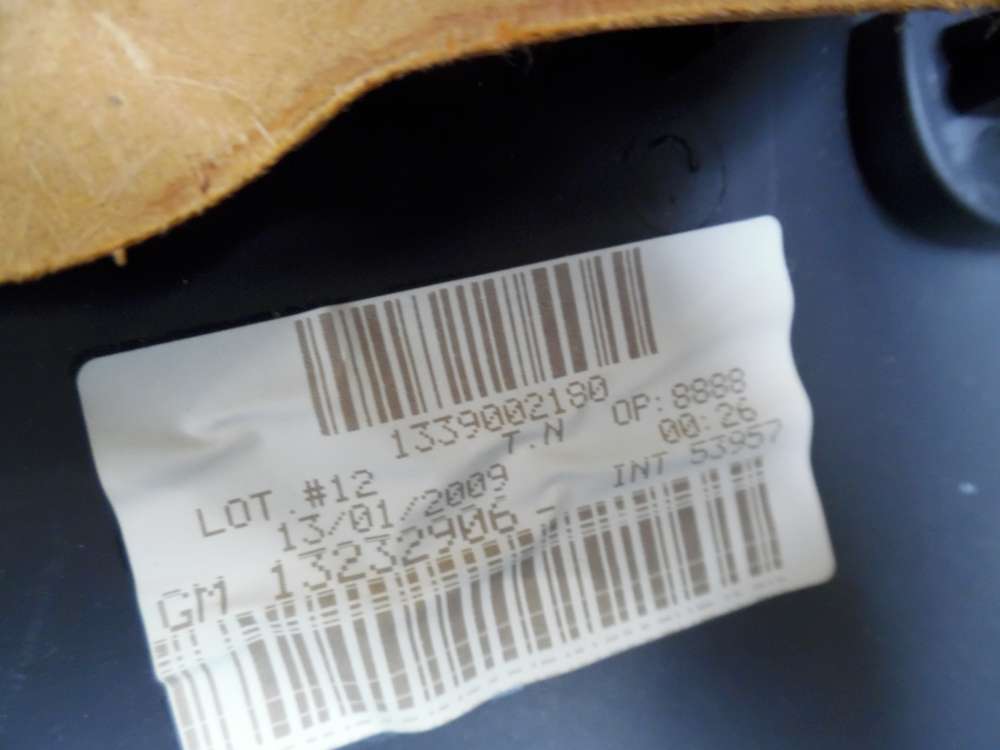 1339002180
T.N OP:8888
LOT.#12 00:26
13/01/2009 INT 53957
GM 13232906 -